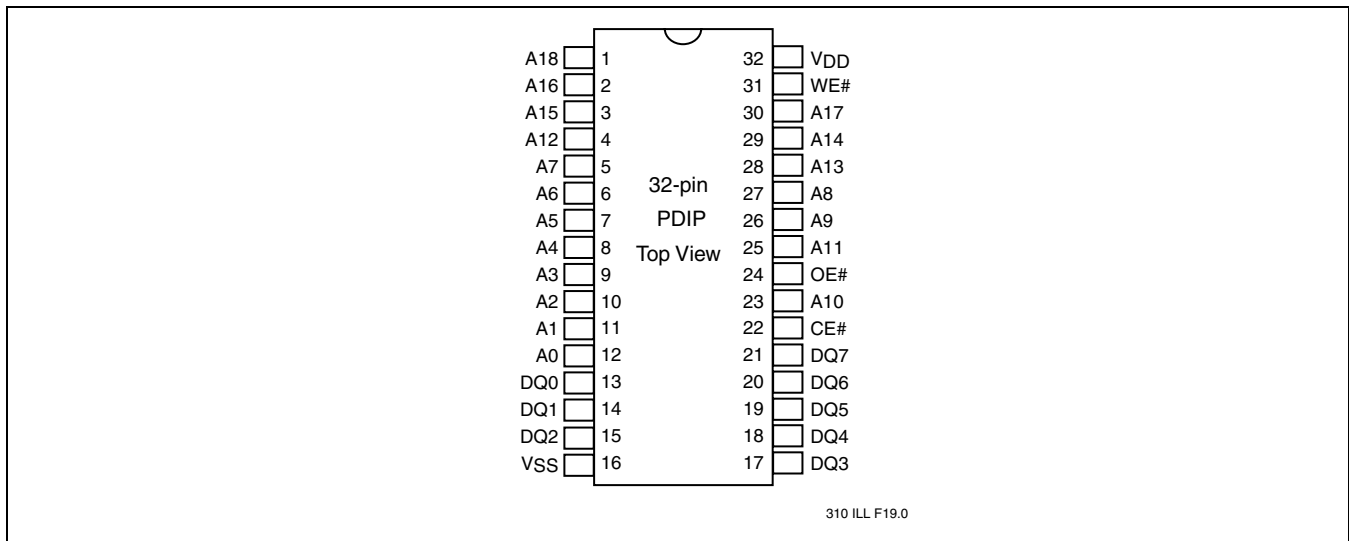 A18 1 32 VDD
A16 2 31 WE#
A15 3 30 A17
A12 4 29 A14
A7 5 28 A13
A6 6 27 A8
32-pin
A5 7 26 A9
PDIP
A4 8 25 A11
Top View
A3 9 24 OE#
A2 10 23 A10
A1 11 22 CE#
A0 12 21 DQ7
DQ0 13 20 DQ6
DQ1 14 19 DQ5
DQ2 15 18 DQ4
VSS 16 17 DQ3
310 ILL F19.0